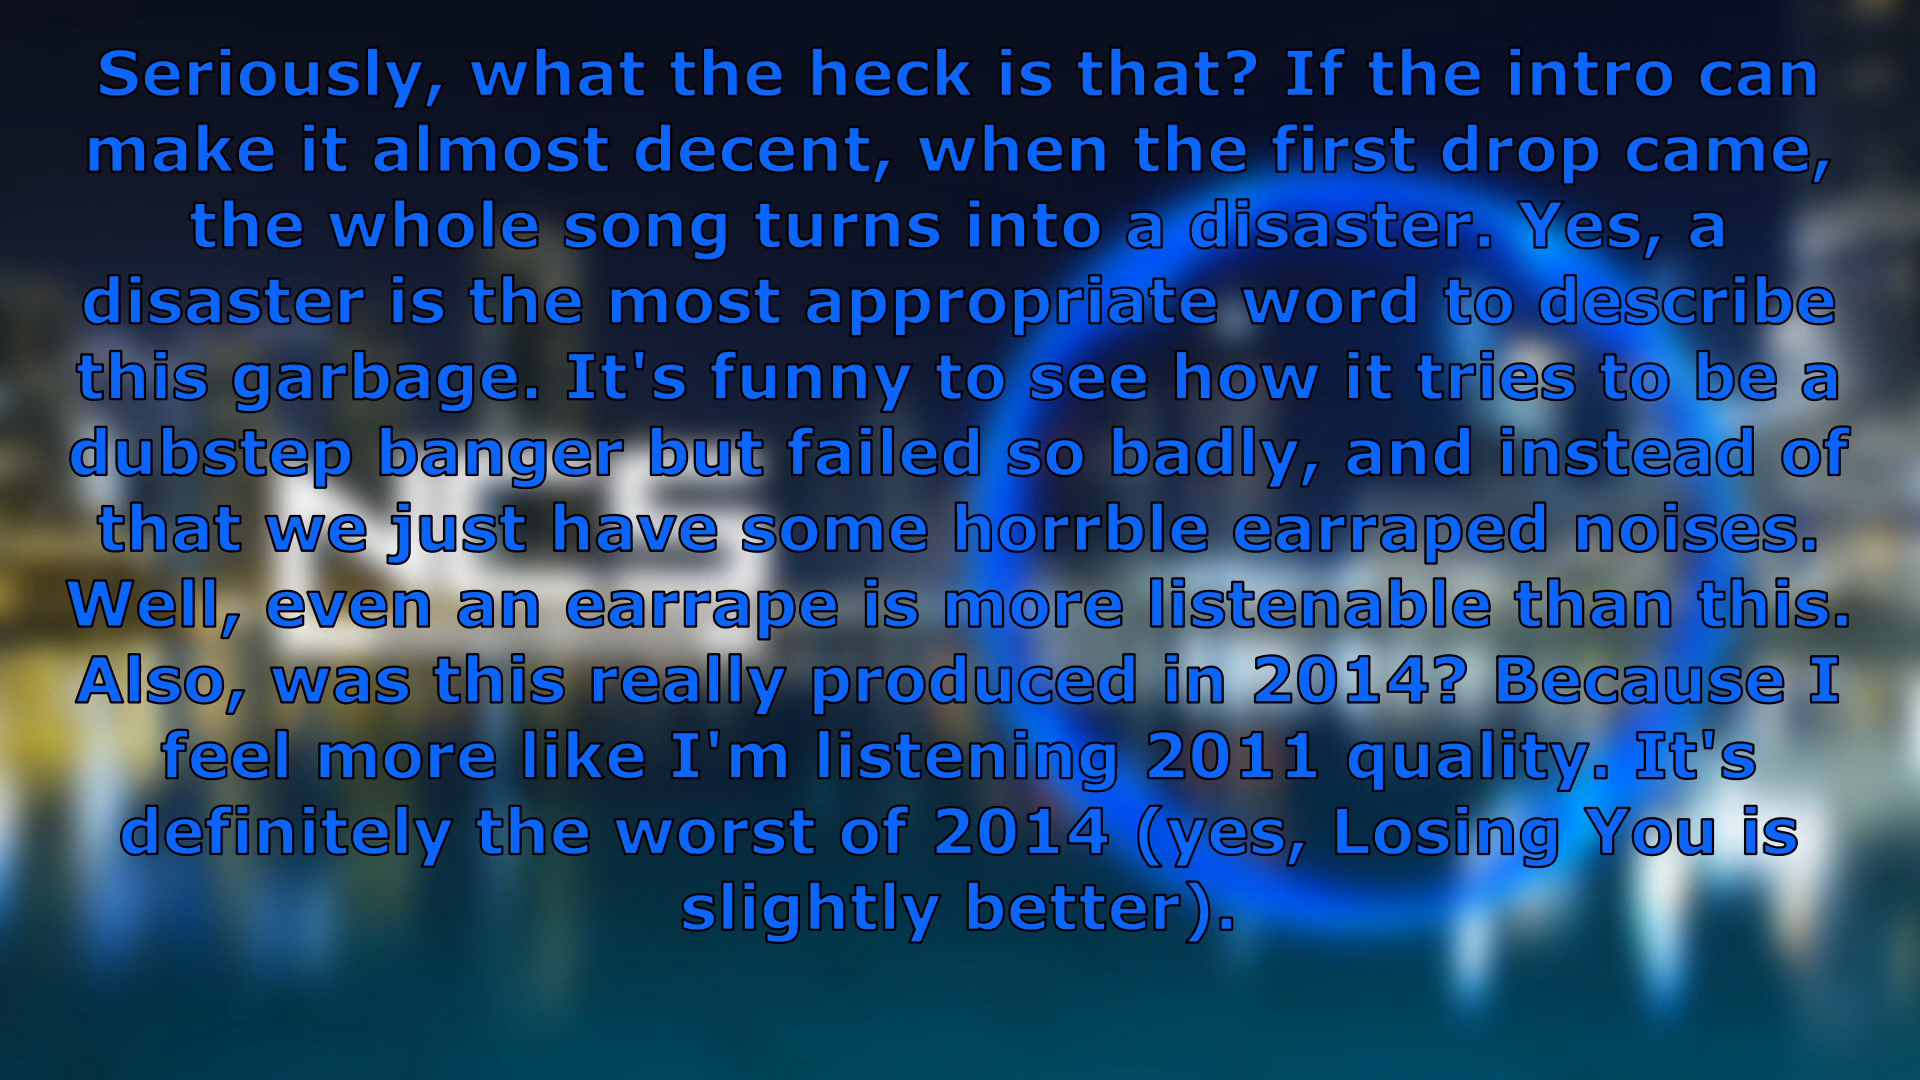 Seriously, what the heck is that? If the intro can
make it almost decent, when the first drop came,
the whole song turns into a disaster. Yes, a
disaster is the most appropriate word to describe
this garbage. It's funny to see how it tries to be a
dubstep banger but failed so badly, and instead of
that we just have some horrble earraped noises.
Well, even an earrape is more listenable than this.
Also, was this really produced in 2014? Because I
feel more like I'm listening 2011 quality. It's
definitely the worst of 2014 (yes, Losing You is
slightly better).
NCS